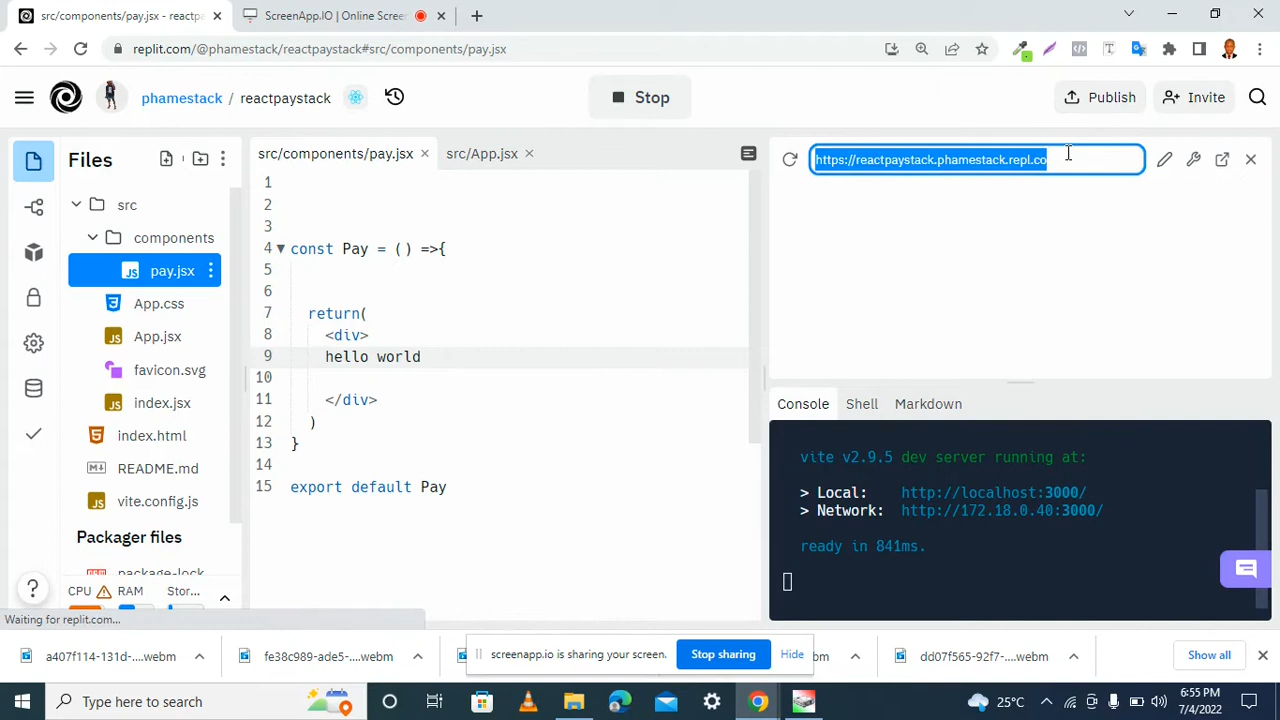 src/components/pay.jsx - reactp
ScreenApp.IO | Online Scree
replit.com/@phamestack/reactpaystack#src/components/pay.jsx
phamestack / reactpaystack
Stop
Publish
Invite
Files
src
components
pay.jsx
App.css
App.jsx
favicon.svg
index.jsx
index.html
README.md
vite.config.js
Packager files
package-lock
CPU RAM Stor...
src/components/pay.jsx
src/App.jsx
1
2
3
4 const Pay = () =>{
5
6
7 return(
8 <div>
9 hello world
10
11 </div>
12 )
13 }
14
15 export default Pay
https://reactpaystack.phamestack.repl.co
Console Shell Markdown
vite v2.9.5 dev server running at:
> Local: http://localhost:3000/
> Network: http://172.18.0.40:3000/
ready in 841ms.
Waiting for replit.com...
a407f114-131d-....webm
fe38c989-ade5-....webm
screenapp.io is sharing your screen.
Stop sharing
Hide
bm
dd07f565-92f7-....webm
Show all
Type here to search
25°C
6:55 PM
7/4/2022